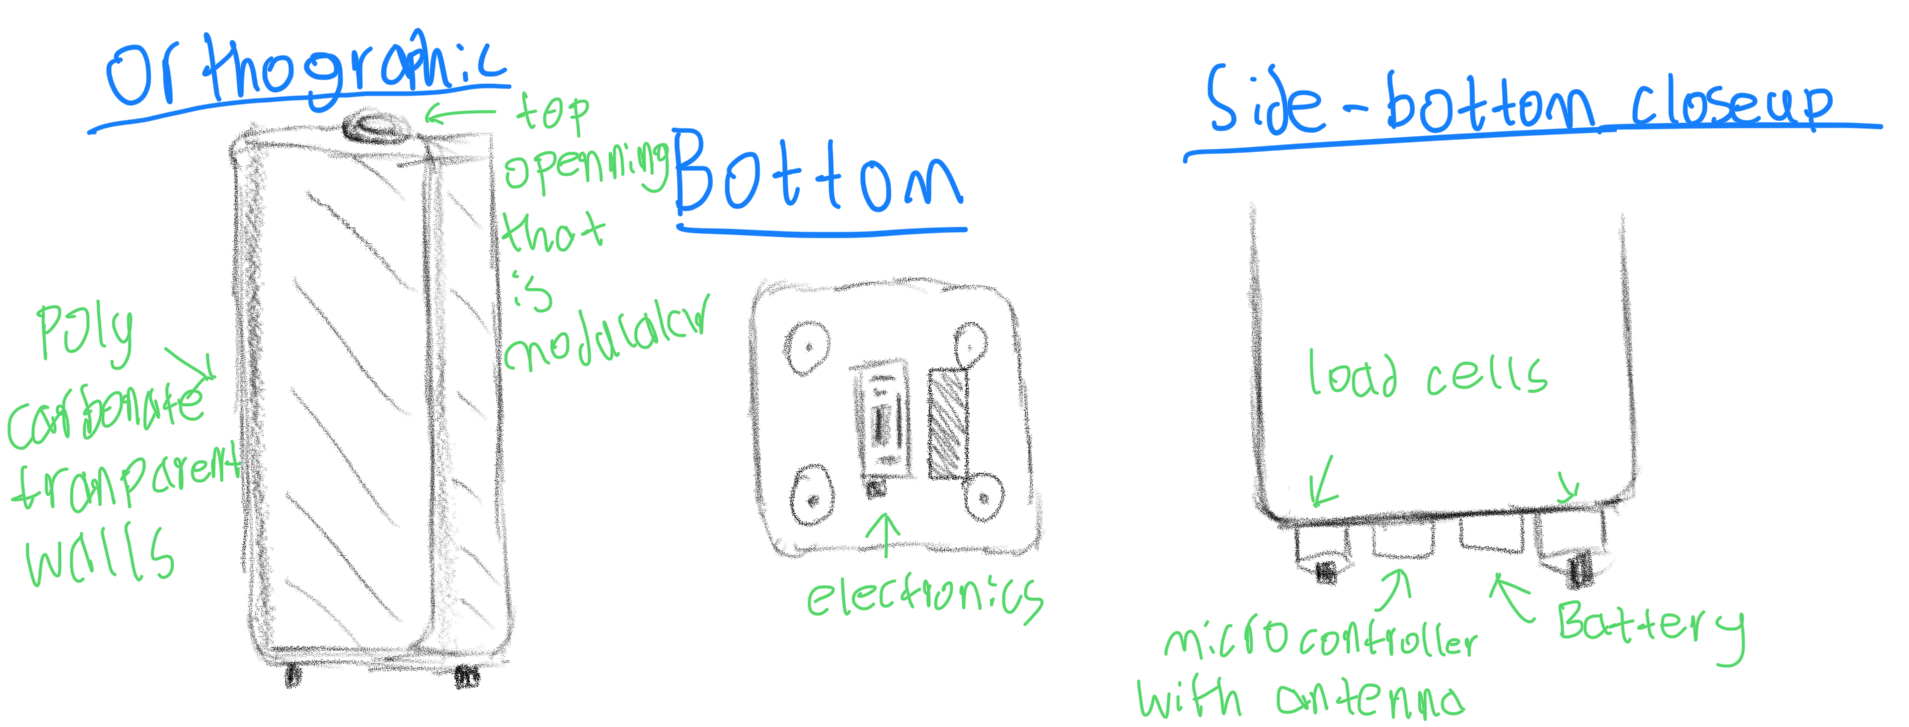 Orthographic
top
openning
that
is
modulalar
Poly
carbonate
tranparent
walls
Bottom
electronics
Side-bottom closeup
load cells
microcontroller
with antenna
Battery